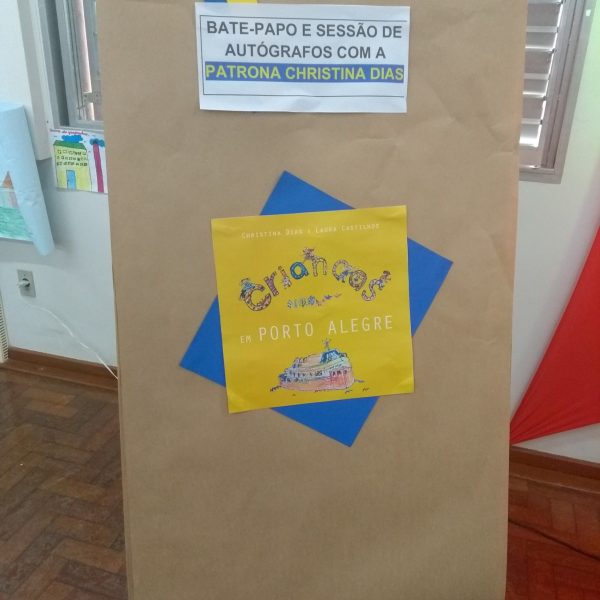 BATE-PAPO E SESSÃO DE
AUTÓGRAFOS COM A
PATRONA CHRISTINA DIAS
CHRISTINA DIAS & LAURA CASTILHOS
Crianças
EM PORTO ALEGRE